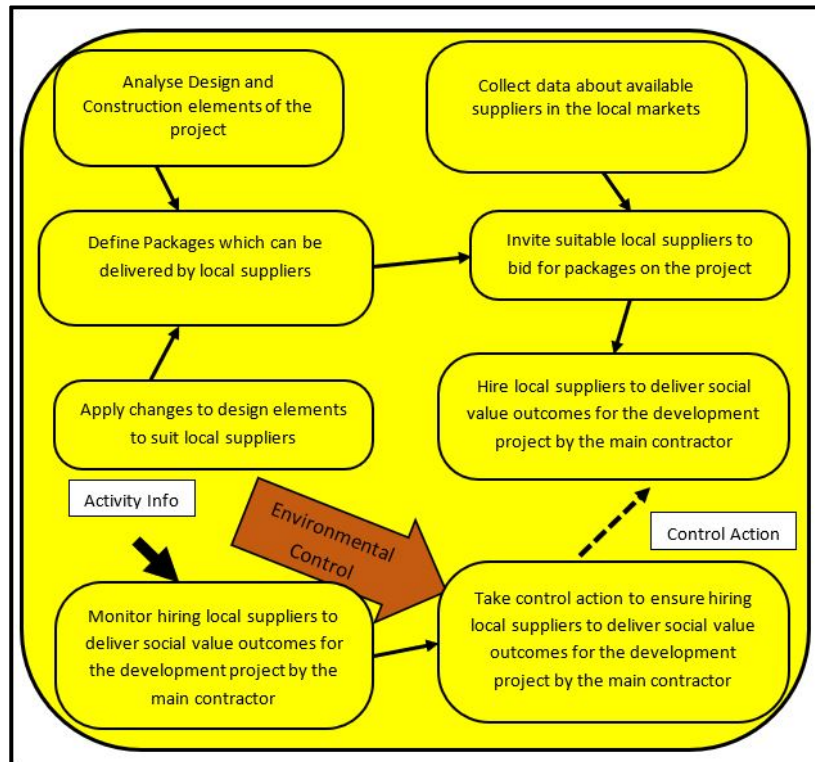 Analyse Design and
Construction elements of the
project
Collect data about available
suppliers in the local markets
Define Packages which can be
delivered by local suppliers
Invite suitable local suppliers to
bid for packages on the project
Apply changes to design elements
to suit local suppliers
Hire local suppliers to deliver social
value outcomes for the development
project by the main contractor
Activity Info
Environmental
Control
Control Action
Monitor hiring local suppliers to
deliver social value outcomes for
the development project by the
main contractor
Take control action to ensure hiring
local suppliers to deliver social value
outcomes for the development
project by the main contractor